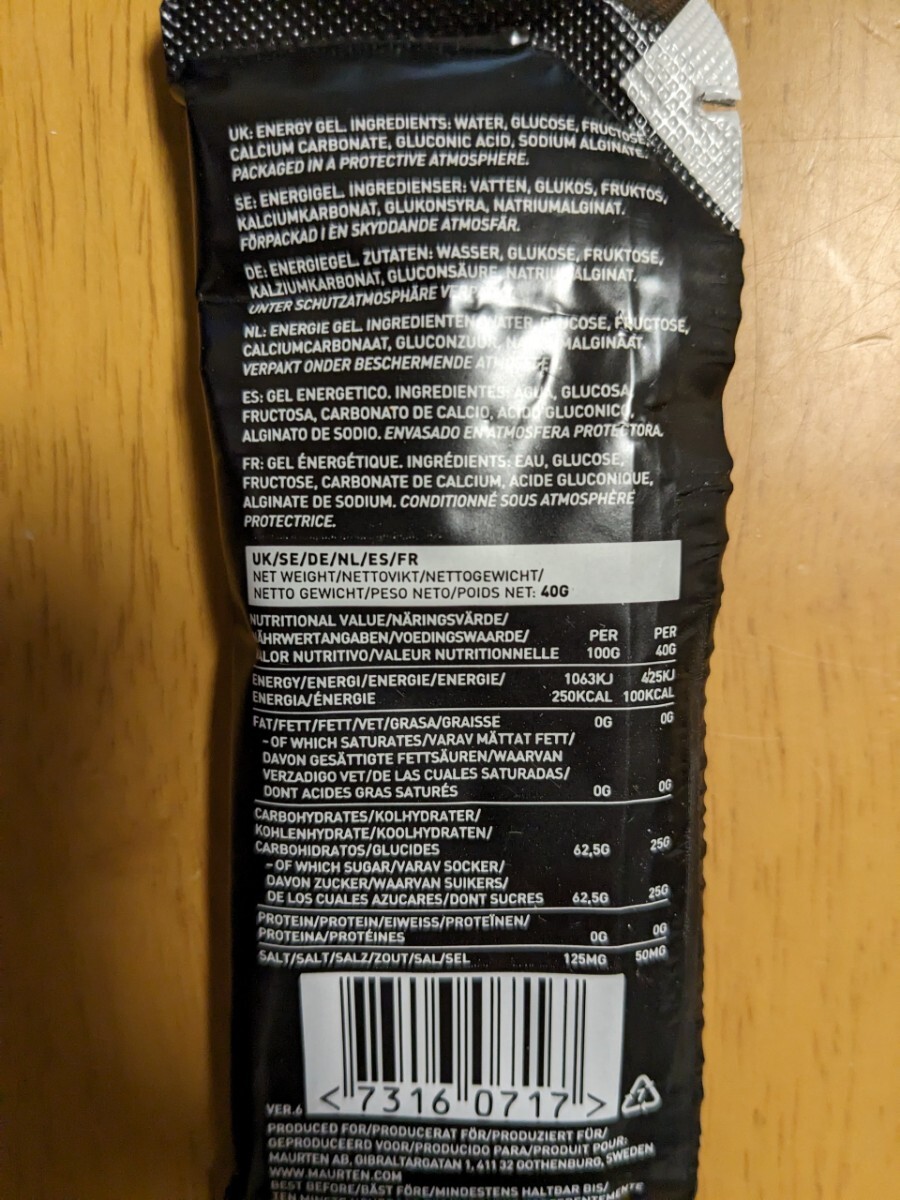 UK: ENERGY GEL. INGREDIENTS: WATER, GLUCOSE, FRUCTOSE,
CALCIUM CARBONATE, GLUCONIC ACID, SODIUM ALGINATE.
PACKAGED IN A PROTECTIVE ATMOSPHERE.
SE: ENERGIGEL. INGREDIENSER: VATTEN, GLUKOS, FRUKTOS,
KALCIUMKARBONAT, GLUKONSYRA, NATRIUMALGINAT.
FÖRPACKAD I EN SKYDDANDE ATMOSFÄR.
DE: ENERGIEGEL. ZUTATEN: WASSER, GLUKOSE, FRUKTOSE,
KALZIUMKARBONAT, GLUCONSÄURE, NATRIUMALGINAT.
UNTER SCHUTZATMOSPHÄRE
NL: ENERGIE GEL. INGREDIENTEN: WATER, GLUCOSE, FRUCTOSE,
CALCIUMCARBONAAT, GLUCONZUUR,
VERPAKT ONDER BESCHERMENDE
ES: GEL ENERGETICO. INGREDIENTES: AGUA, GLUCOSA,
FRUCTOSA, CARBONATO DE CALCIO, ACIDO GLUCONICO,
ALGINATO DE SODIO. ENVASADO EN ATMOSFERA PROTECTORA.
FR: GEL ÉNERGÉTIQUE. INGRÉDIENTS: EAU, GLUCOSE,
FRUCTOSE, CARBONATE DE CALCIUM, ACIDE GLUCONIQUE,
ALGINATE DE SODIUM. CONDITIONNÉ SOUS ATMOSPHÈRE
PROTECTRICE.
UK/SE/DE/NL/ES/FR
NET WEIGHT/NETTOVIKT/NETTOGEWICHT/
NETTO GEWICHT/PESO NETO/POIDS NET: 40G
NUTRITIONAL VALUE/NÄRINGSVÄRDE/
NÄHRWERTANGABEN/VOEDINGSWAARDE/ PER PER
VALOR NUTRITIVO/VALEUR NUTRITIONNELLE 100G 40G
ENERGY/ENERGI/ENERGIE/ENERGIE/ 1063KJ 425KJ
ENERGIA/ÉNERGIE 250KCAL 100KCAL
FAT/FETT/FETT/VET/GRASA/GRAISSE 0G 0G
-OF WHICH SATURATES/VARAV MÄTTAT FETT/
DAVON GESÄTTIGTE FETTSÄUREN/WAARVAN
VERZADIGO VET/DE LAS CUALES SATURADAS/
DONT ACIDES GRAS SATURÉS 0G 0G
CARBOHYDRATES/KOLHYDRATER/
KOHLENHYDRATE/KOOLHYDRATEN/
CARBOHIDRATOS/GLUCIDES 62,5G 25G
-OF WHICH SUGAR/VARAV SOCKER/
DAVON ZUCKER/WAARVAN SUIKERS/
DE LOS CUALES AZUCARES/DONT SUCRES 62,5G 25G
PROTEIN/PROTEIN/EIWEISS/PROTEÏNEN/
PROTEINA/PROTÉINES 0G 0G
SALT/SALT/SALZ/ZOUT/SAL/SEL 125MG 50MG
VER.6 <7316 0717> 7
PRODUCED FOR/PRODUCERAT FÖR/PRODUZIERT FÜR/
GEPRODUCEERD VOOR/PRODUCIDO PARA/PRODUIT POUR:
MAURTEN AB, GIBRALTARGATAN 1, 411 32 GOTHENBURG, SWEDEN
WWW.MAURTEN.COM
BEST BEFORE/BÄST FÖRE/MINDESTENS HALTBAR BIS/